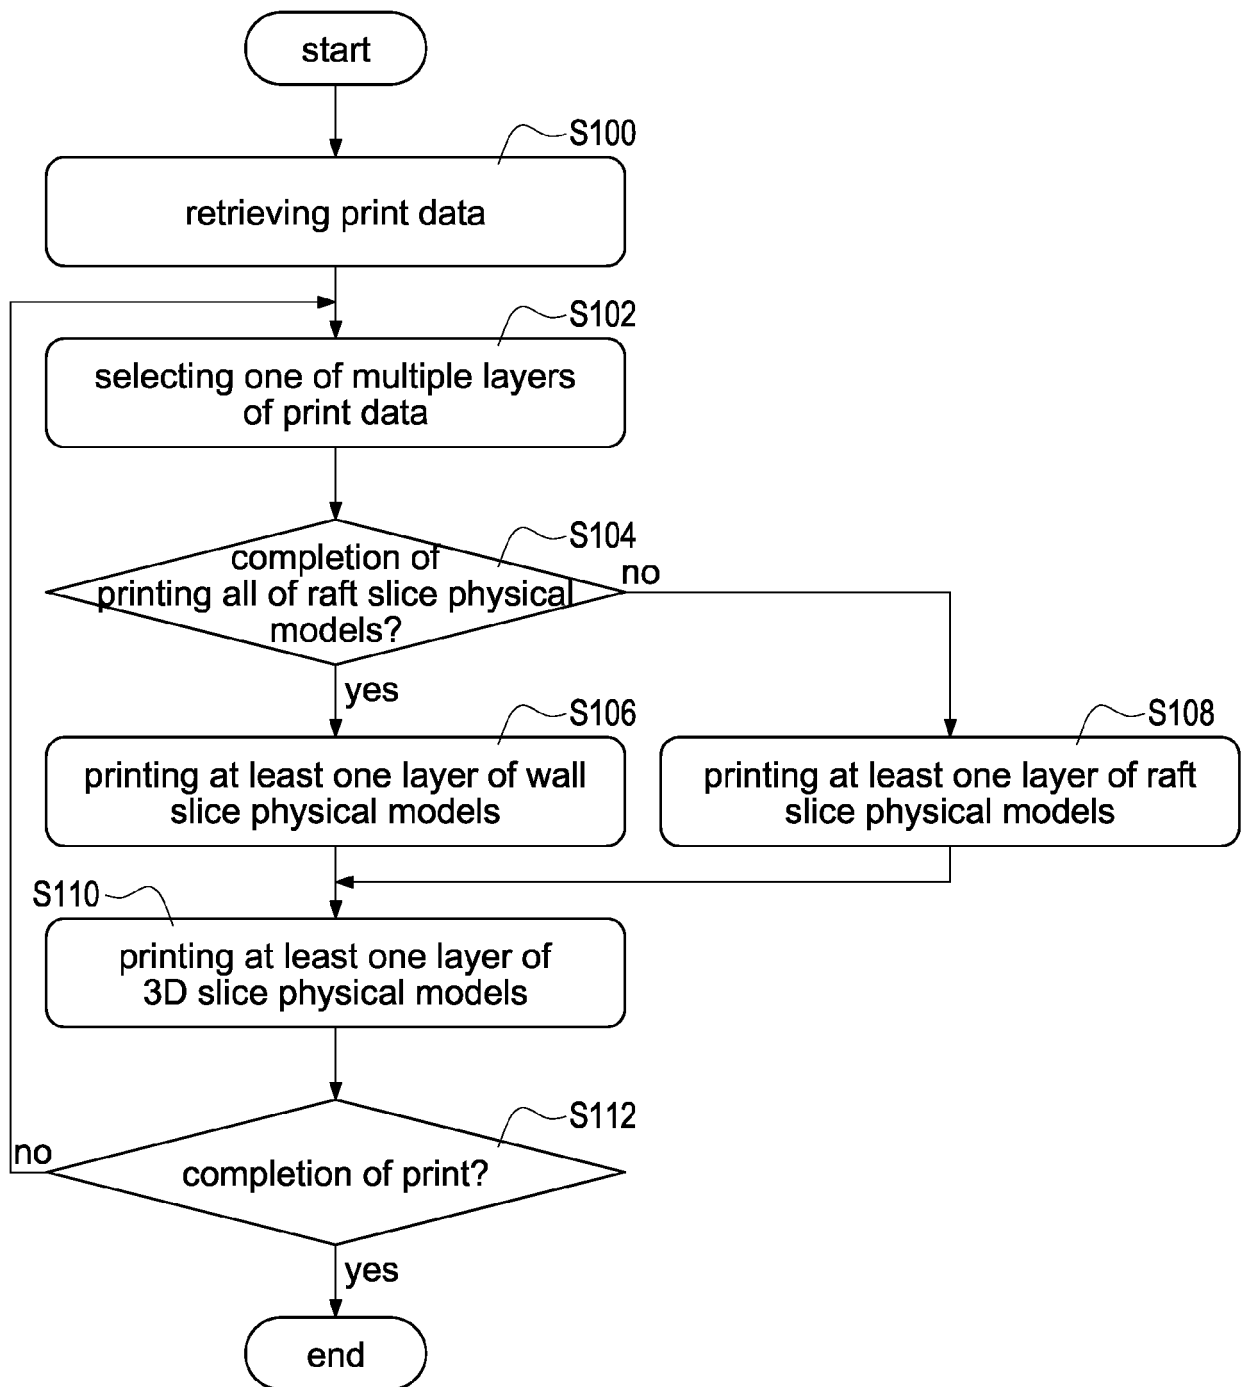 start
S100
retrieving print data
S102
selecting one of multiple layers
of print data
S104
completion of
printing all of raft slice physical
models?
no
yes
S106
printing at least one layer of wall
slice physical models
S108
printing at least one layer of raft
slice physical models
S110
printing at least one layer of
3D slice physical models
S112
completion of print?
no
yes
end